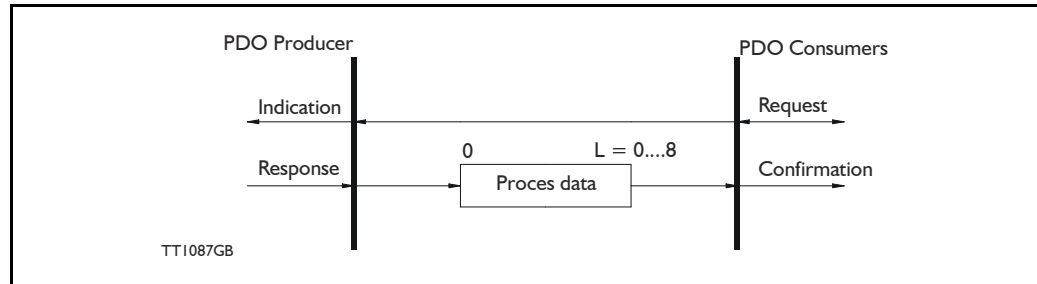 PDO Producer
PDO Consumers
Indication
Request
0
L = 0....8
Response
Proces data
Confirmation
TT1087GB